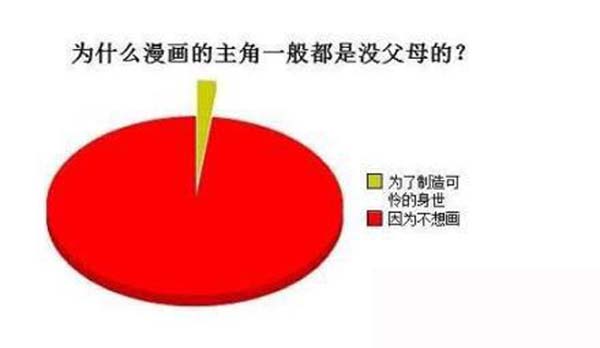 为什么漫画的主角一般都是没父母的？
为了制造可
怜的身世
因为不想画